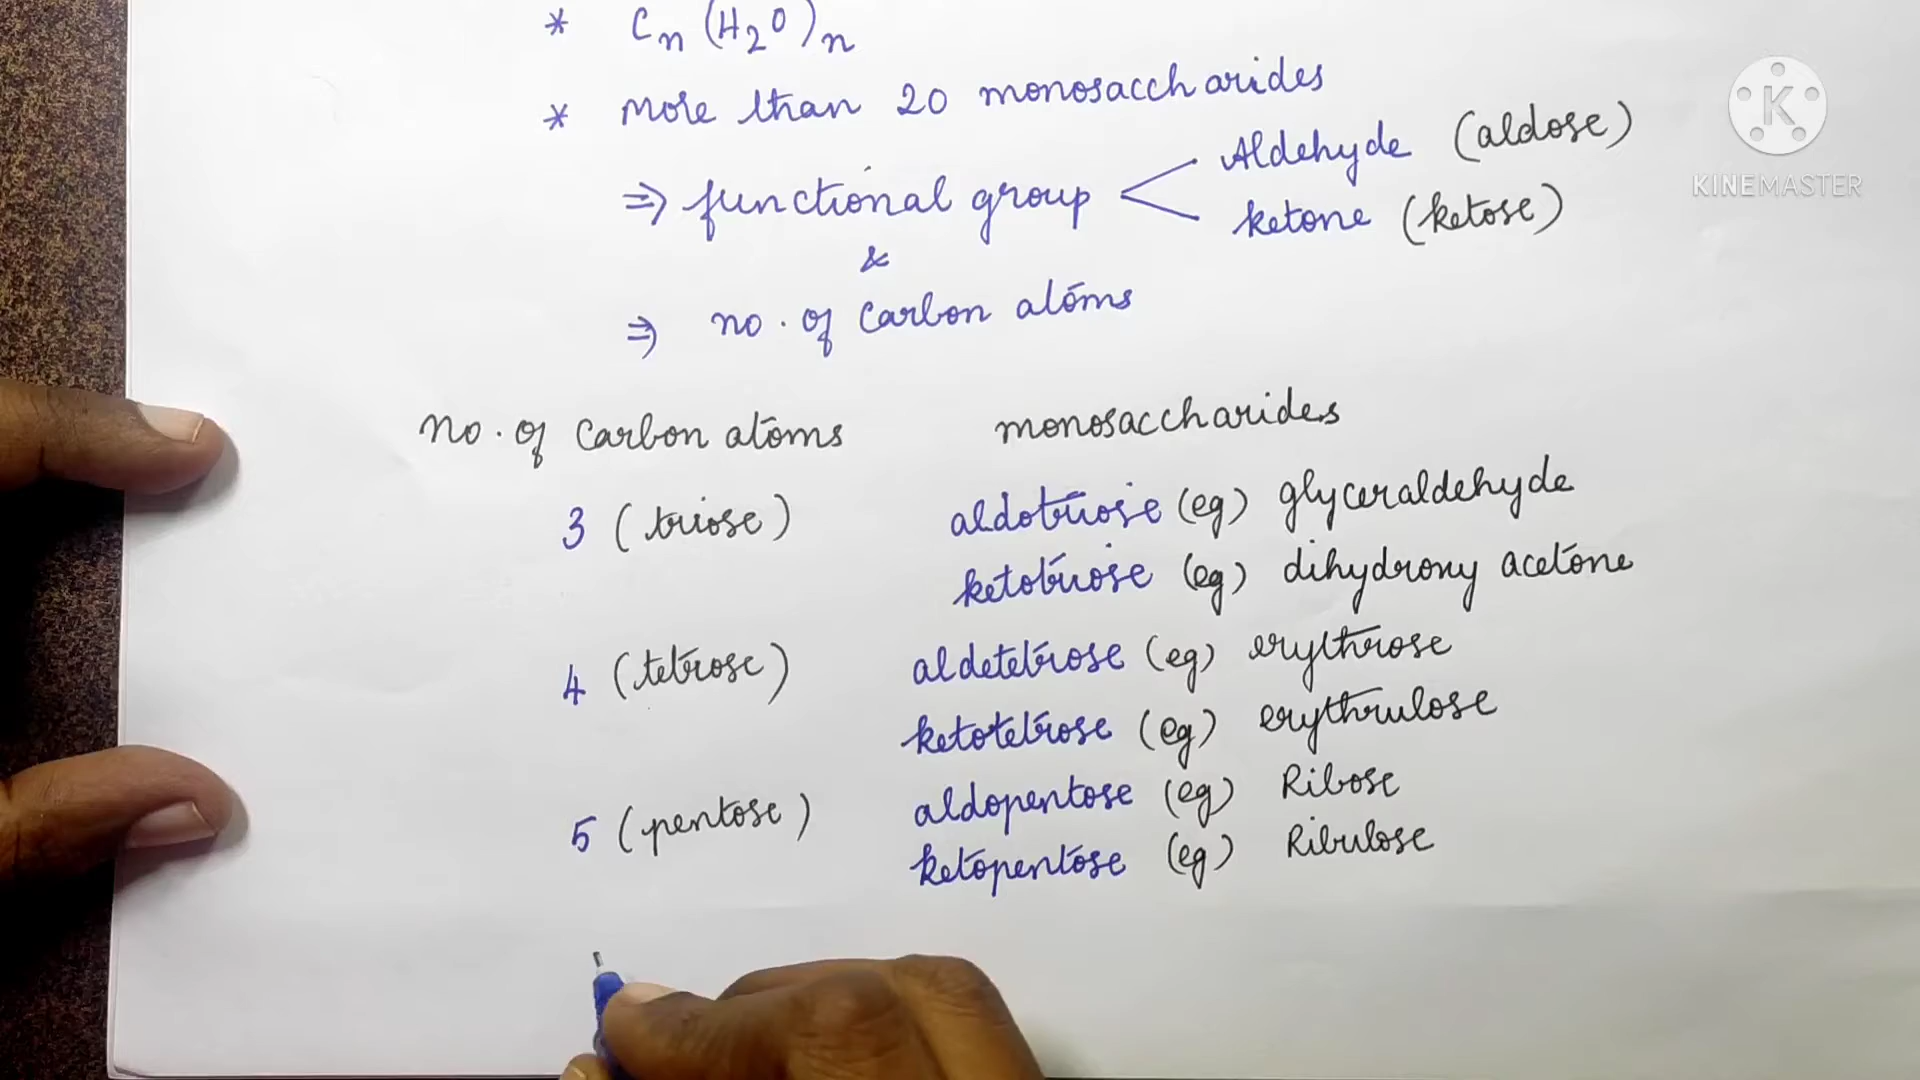 * Cn (H2O)n
* More than 20 monosaccharides
⇒ functional group < Aldehyde (aldose)
ketone (ketose)
&
⇒ no. of carbon atoms
K
KINEMASTER
no. of carbon atoms monosaccharides
3 (triose) aldotriose (eg) glyceraldehyde
ketotriose (eg) dihydroxy acetone
4 (tetrose) aldetetrose (eg) erythrose
ketotetrose (eg) erythrulose
5 (pentose) aldopentose (eg) Ribose
ketopentose (eg) Ribulose